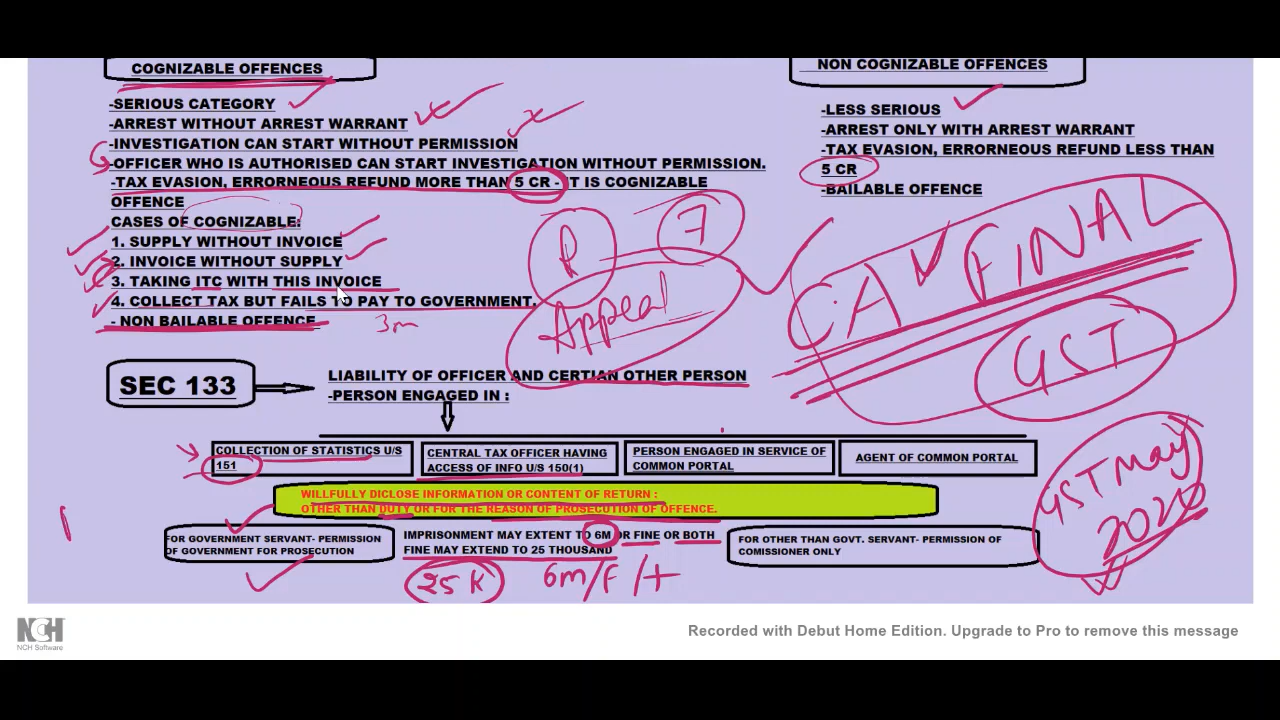 COGNIZABLE OFFENCES
-SERIOUS CATEGORY
-ARREST WITHOUT ARREST WARRANT
-INVESTIGATION CAN START WITHOUT PERMISSION
-OFFICER WHO IS AUTHORISED CAN START INVESTIGATION WITHOUT PERMISSION.
-TAX EVASION, ERRORNEOUS REFUND MORE THAN 5 CR - IT IS COGNIZABLE
OFFENCE
CASES OF COGNIZABLE:
1. SUPPLY WITHOUT INVOICE
2. INVOICE WITHOUT SUPPLY
3. TAKING ITC WITH THIS INVOICE
4. COLLECT TAX BUT FAILS TO PAY TO GOVERNMENT.
- NON BAILABLE OFFENCE
3m
NON COGNIZABLE OFFENCES
-LESS SERIOUS
-ARREST ONLY WITH ARREST WARRANT
-TAX EVASION, ERRORNEOUS REFUND LESS THAN
5 CR
-BAILABLE OFFENCE
R
7
Appeal
CA FINAL
GST
SEC 133
LIABILITY OF OFFICER AND CERTIAN OTHER PERSON
-PERSON ENGAGED IN :
COLLECTION OF STATISTICS U/S
151
CENTRAL TAX OFFICER HAVING
ACCESS OF INFO U/S 150(1)
PERSON ENGAGED IN SERVICE OF
COMMON PORTAL
AGENT OF COMMON PORTAL
WILLFULLY DICLOSE INFORMATION OR CONTENT OF RETURN :
OTHER THAN DUTY OR FOR THE REASON OF PROSECUTION OF OFFENCE.
FOR GOVERNMENT SERVANT- PERMISSION
OF GOVERNMENT FOR PROSECUTION
IMPRISONMENT MAY EXTENT TO 6M OR FINE OR BOTH
FINE MAY EXTEND TO 25 THOUSAND
FOR OTHER THAN GOVT. SERVANT- PERMISSION OF
COMISSIONER ONLY
25 K
6m/F/+
GST May
2020
NCH
NCH Software
Recorded with Debut Home Edition. Upgrade to Pro to remove this message